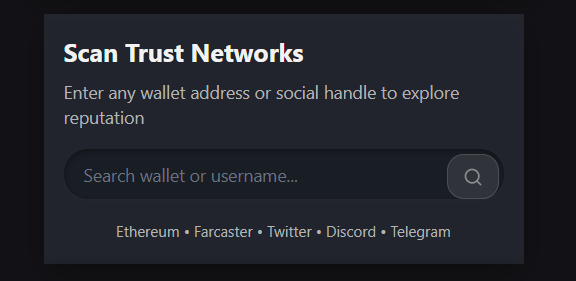 Scan Trust Networks
Enter any wallet address or social handle to explore
reputation
Search wallet or username...
Ethereum • Farcaster • Twitter • Discord • Telegram